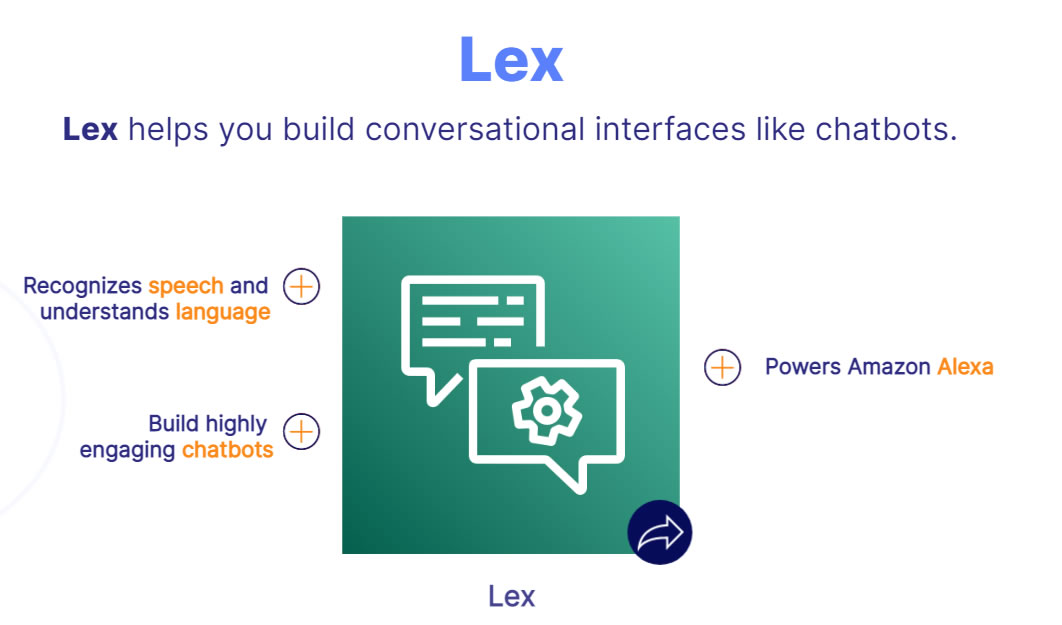 Lex
Lex helps you build conversational interfaces like chatbots.
Recognizes speech and
understands language
Build highly
engaging chatbots
Powers Amazon Alexa
Lex